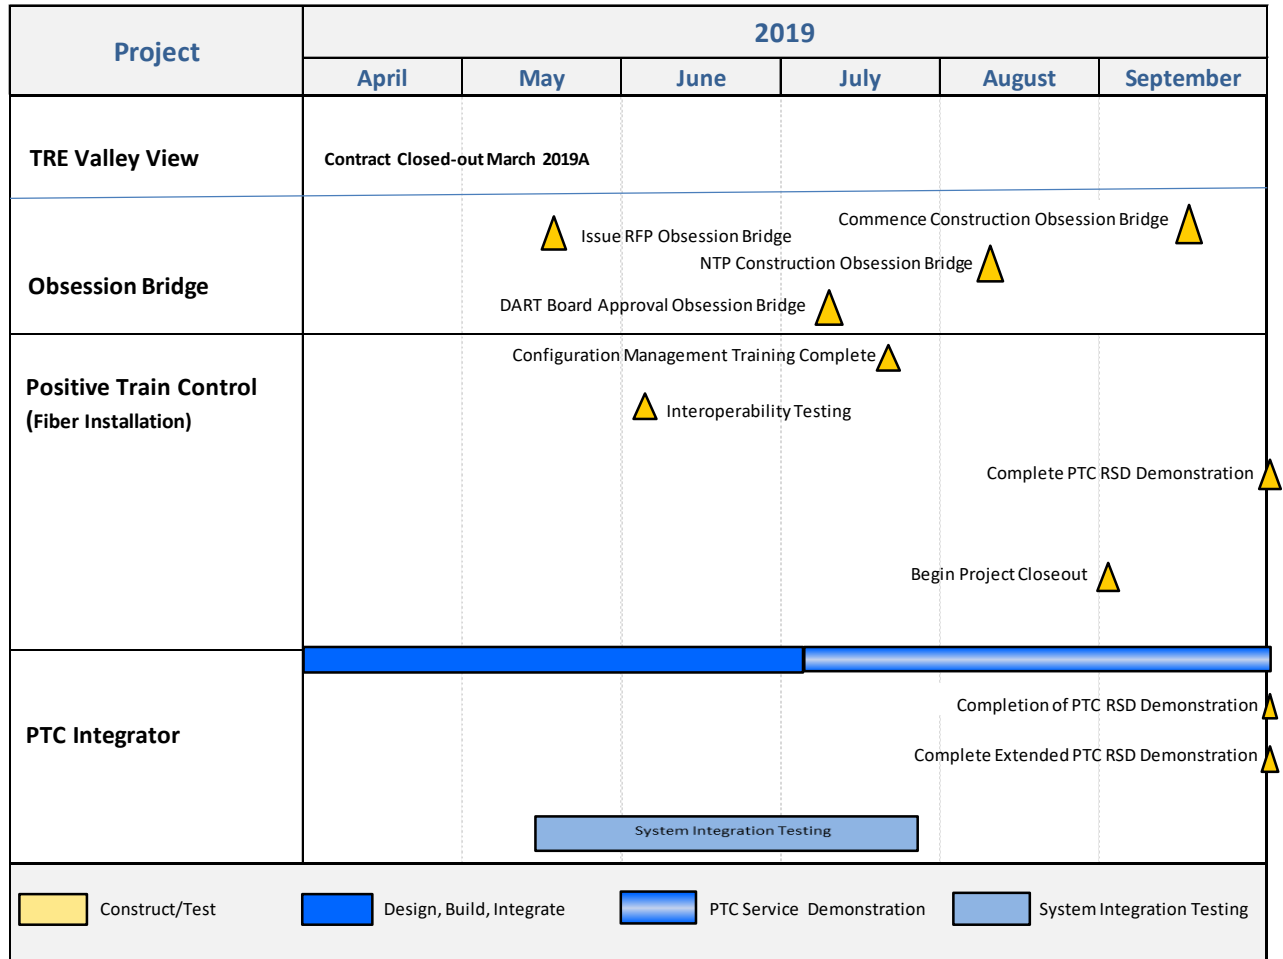 Project
2019
April May June July August September
TRE Valley View
Contract Closed-out March 2019A
Commence Construction Obsession Bridge
Issue RFP Obsession Bridge
NTP Construction Obsession Bridge
Obsession Bridge
DART Board Approval Obsession Bridge
Configuration Management Training Complete
Positive Train Control
(Fiber Installation)
Interoperability Testing
Complete PTC RSD Demonstration
Begin Project Closeout
Completion of PTC RSD Demonstration
PTC Integrator
Complete Extended PTC RSD Demonstration
System Integration Testing
Construct/Test Design, Build, Integrate PTC Service Demonstration System Integration Testing